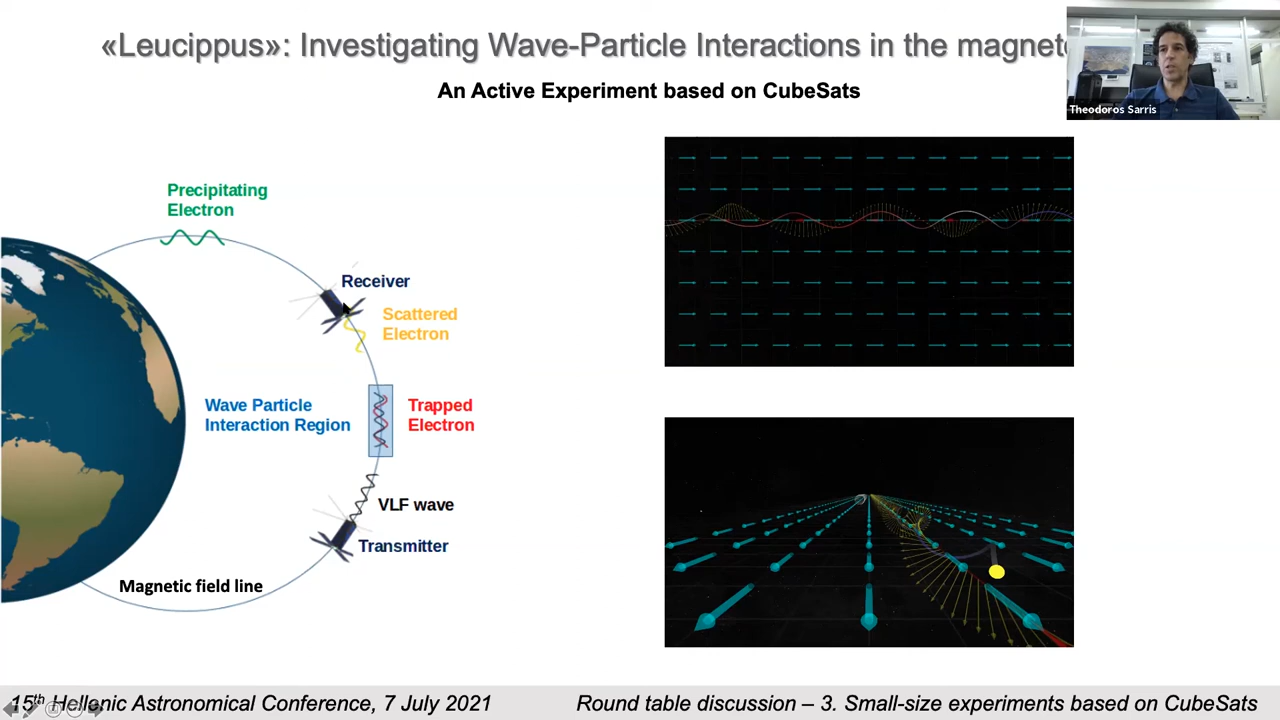 «Leucippus»: Investigating Wave-Particle Interactions in the
An Active Experiment based on CubeSats
Theodoros Sarris
Precipitating
Electron
Receiver
Scattered
Electron
Wave Particle
Interaction Region
Trapped
Electron
VLF wave
Transmitter
Magnetic field line
15th Hellenic Astronomical Conference, 7 July 2021
Round table discussion – 3. Small-size experiments based on CubeSats